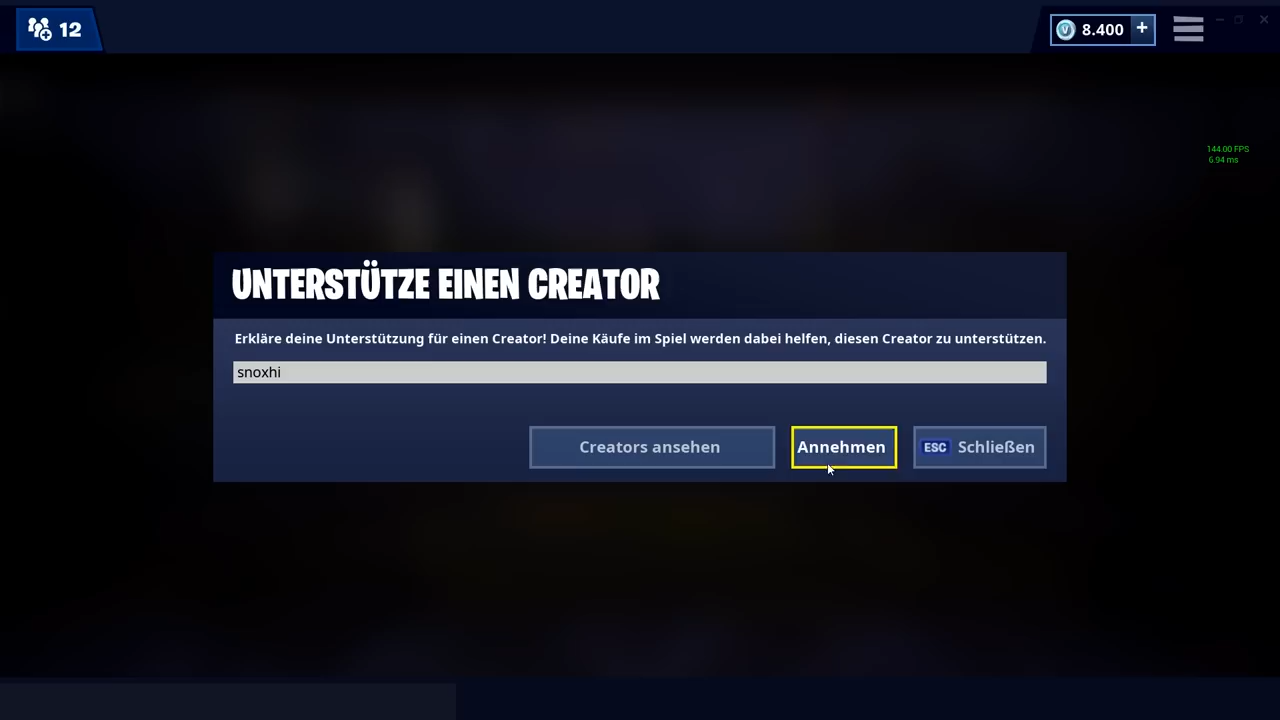 12
8.400 +
144.00 FPS
6.94 ms
UNTERSTÜTZE EINEN CREATOR
Erkläre deine Unterstützung für einen Creator! Deine Käufe im Spiel werden dabei helfen, diesen Creator zu unterstützen.
snoxhi
Creators ansehen
Annehmen
ESC Schließen